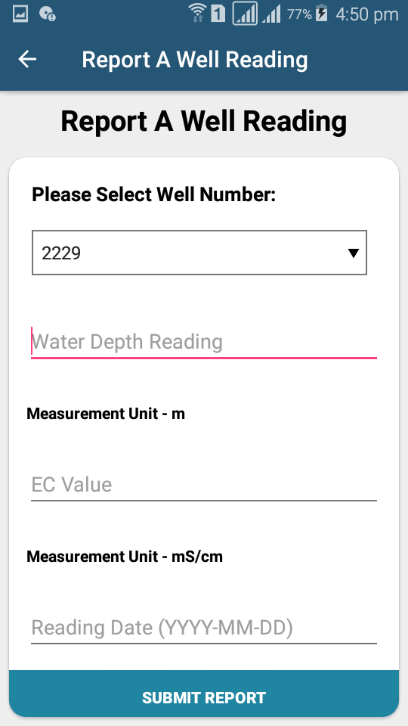 1 77% 4:50 pm
Report A Well Reading
Report A Well Reading
Please Select Well Number:
2229
Water Depth Reading
Measurement Unit - m
EC Value
Measurement Unit - mS/cm
Reading Date (YYYY-MM-DD)
SUBMIT REPORT